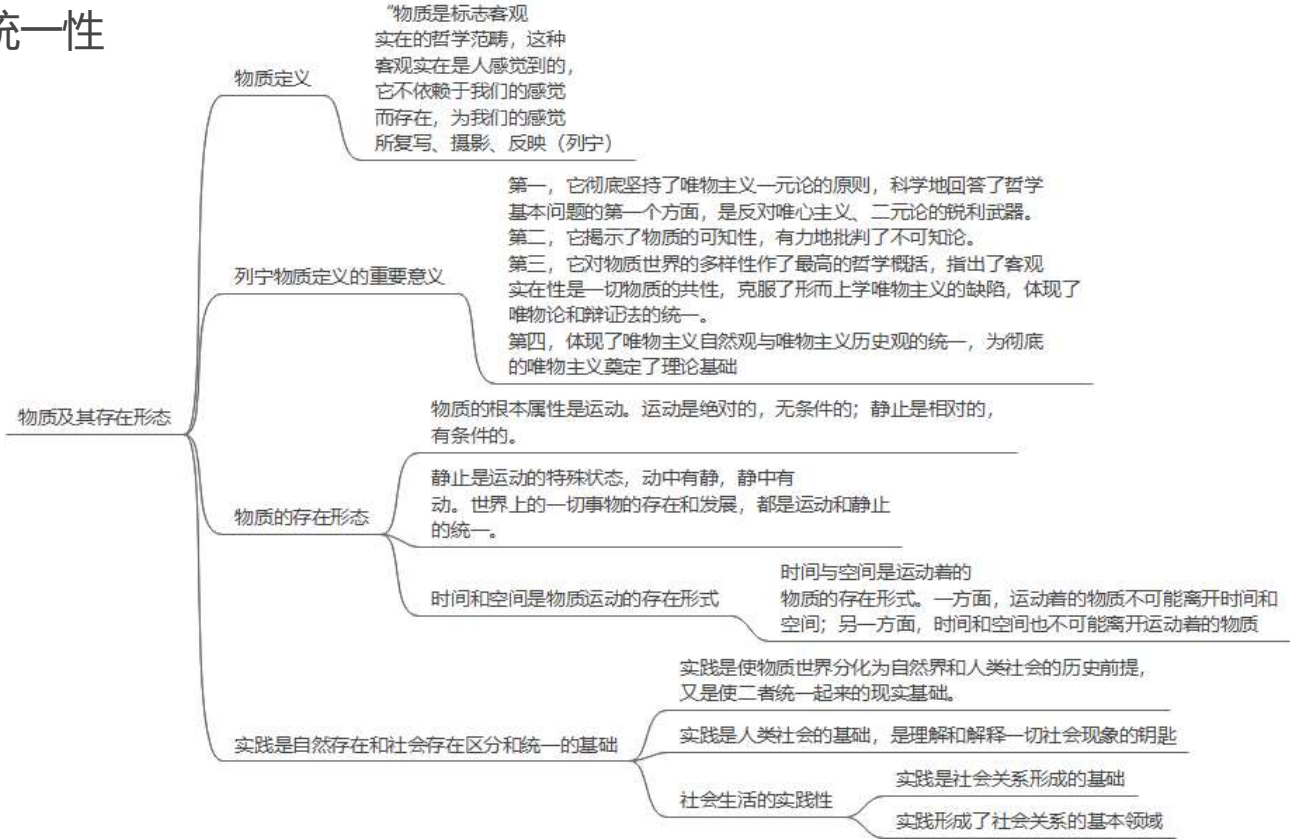 统一性
“物质是标志客观
实在的哲学范畴，这种
客观实在是人感觉到的，
它不依赖于我们的感觉
而存在，为我们的感觉
所复写、摄影、反映（列宁）
物质定义
第一，它彻底坚持了唯物主义一元论的原则，科学地回答了哲学
基本问题的第一个方面，是反对唯心主义、二元论的锐利武器。
第二，它揭示了物质的可知性，有力地批判了不可知论。
第三，它对物质世界的多样性作了最高的哲学概括，指出了客观
实在性是一切物质的共性，克服了形而上学唯物主义的缺陷，体现了
唯物论和辩证法的统一。
第四，体现了唯物主义自然观与唯物主义历史观的统一，为彻底
的唯物主义奠定了理论基础
列宁物质定义的重要意义
物质及其存在形态
物质的根本属性是运动。运动是绝对的，无条件的；静止是相对的，
有条件的。
静止是运动的特殊状态，动中有静，静中有
动。世界上的一切事物的存在和发展，都是运动和静止
的统一。
物质的存在形态
时间和空间是物质运动的存在形式
时间与空间是运动着的
物质的存在形式。一方面，运动着的物质不可能离开时间和
空间；另一方面，时间和空间也不可能离开运动着的物质
实践是使物质世界分化为自然界和人类社会的历史前提，
又是使二者统一起来的现实基础。
实践是自然存在和社会存在区分和统一的基础
实践是人类社会的基础，是理解和解释一切社会现象的钥匙
社会生活的实践性
实践是社会关系形成的基础
实践形成了社会关系的基本领域